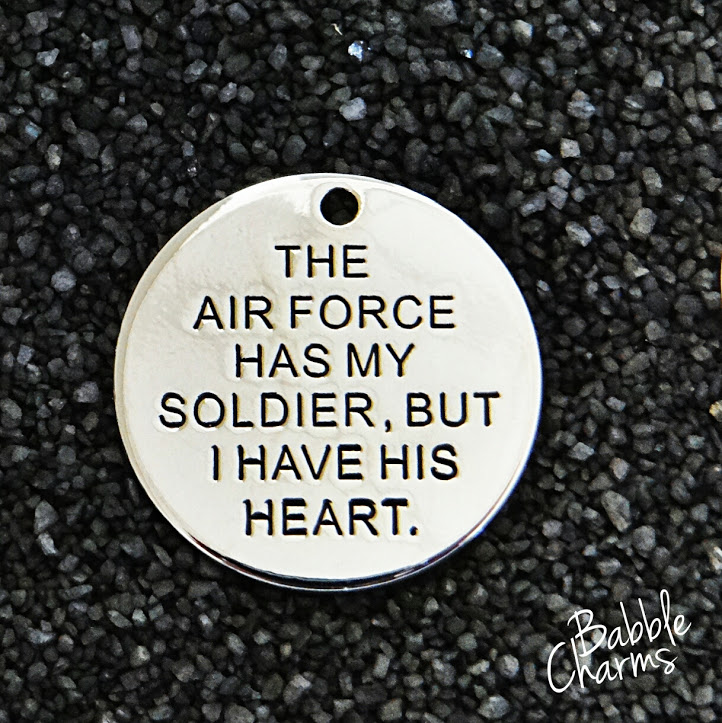 THE
AIR FORCE
HAS MY
SOLDIER, BUT
I HAVE HIS
HEART.
Babble
Charms